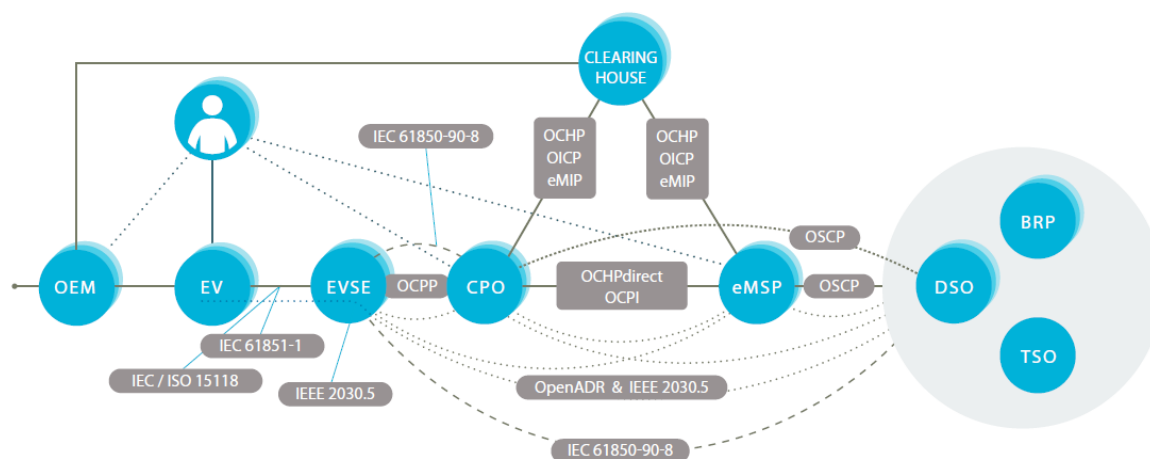 CLEARING
HOUSE
IEC 61850-90-8
OCHP
OICP
eMIP
OCHP
OICP
eMIP
BRP
OSCP
OEM
EV
EVSE
OCPP
CPO
OCHPdirect
OCPI
eMSP
OSCP
DSO
IEC 61851-1
TSO
IEC / ISO 15118
IEEE 2030.5
OpenADR & IEEE 2030.5
IEC 61850-90-8